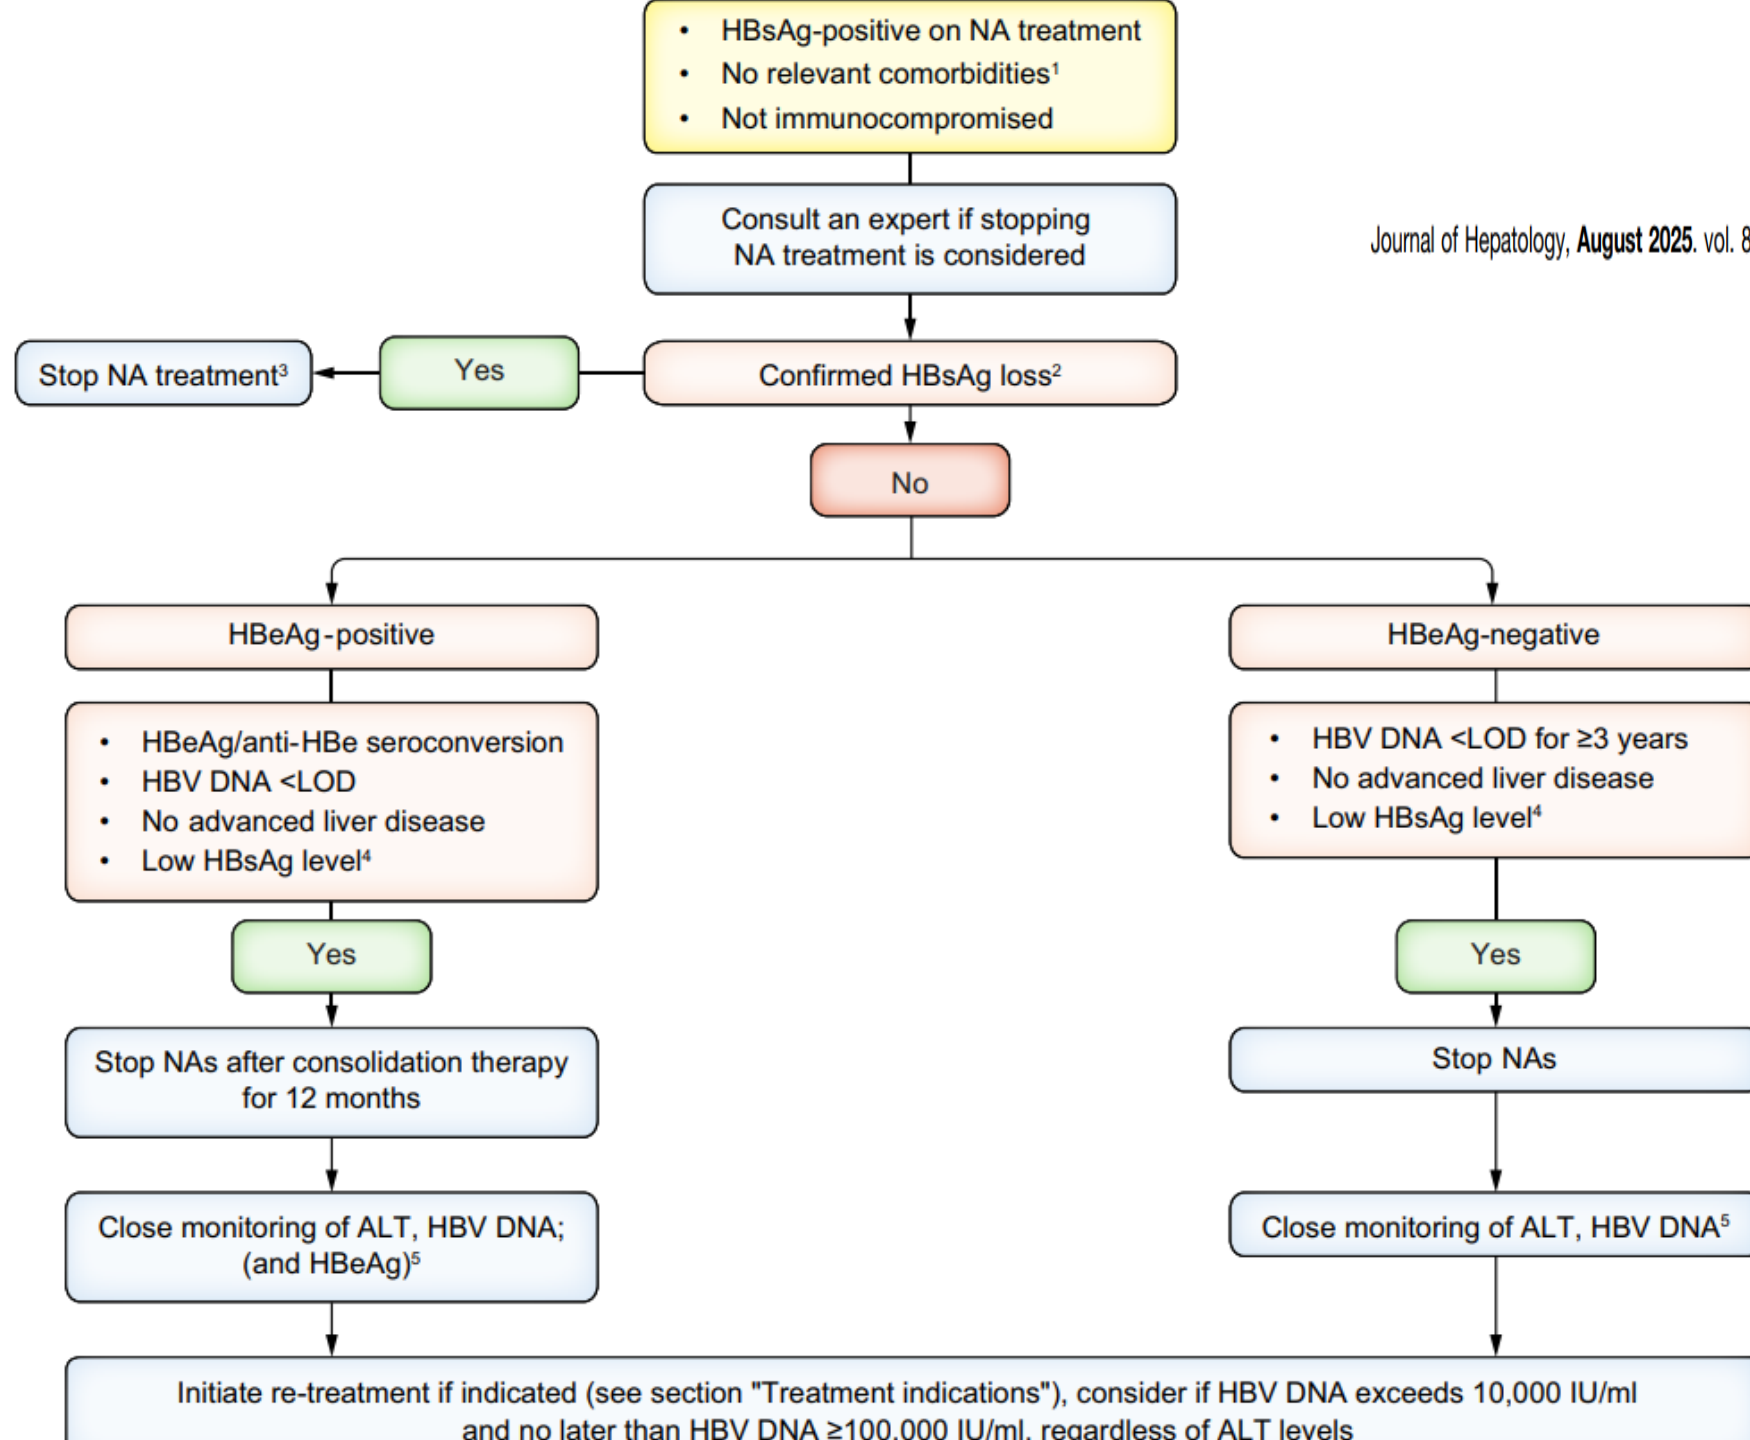 • HBsAg-positive on NA treatment
• No relevant comorbidities¹
• Not immunocompromised
Consult an expert if stopping
NA treatment is considered
Journal of Hepatology, August 2025. vol. 8
Stop NA treatment³
Yes
Confirmed HBsAg loss²
No
HBeAg-positive
HBeAg-negative
• HBeAg/anti-HBe seroconversion
• HBV DNA <LOD
• No advanced liver disease
• Low HBsAg level⁴
• HBV DNA <LOD for ≥3 years
• No advanced liver disease
• Low HBsAg level⁴
Yes
Yes
Stop NAs after consolidation therapy
for 12 months
Stop NAs
Close monitoring of ALT, HBV DNA;
(and HBeAg)⁵
Close monitoring of ALT, HBV DNA⁵
Initiate re-treatment if indicated (see section "Treatment indications"), consider if HBV DNA exceeds 10,000 IU/ml
and no later than HBV DNA ≥100,000 IU/ml, regardless of ALT levels